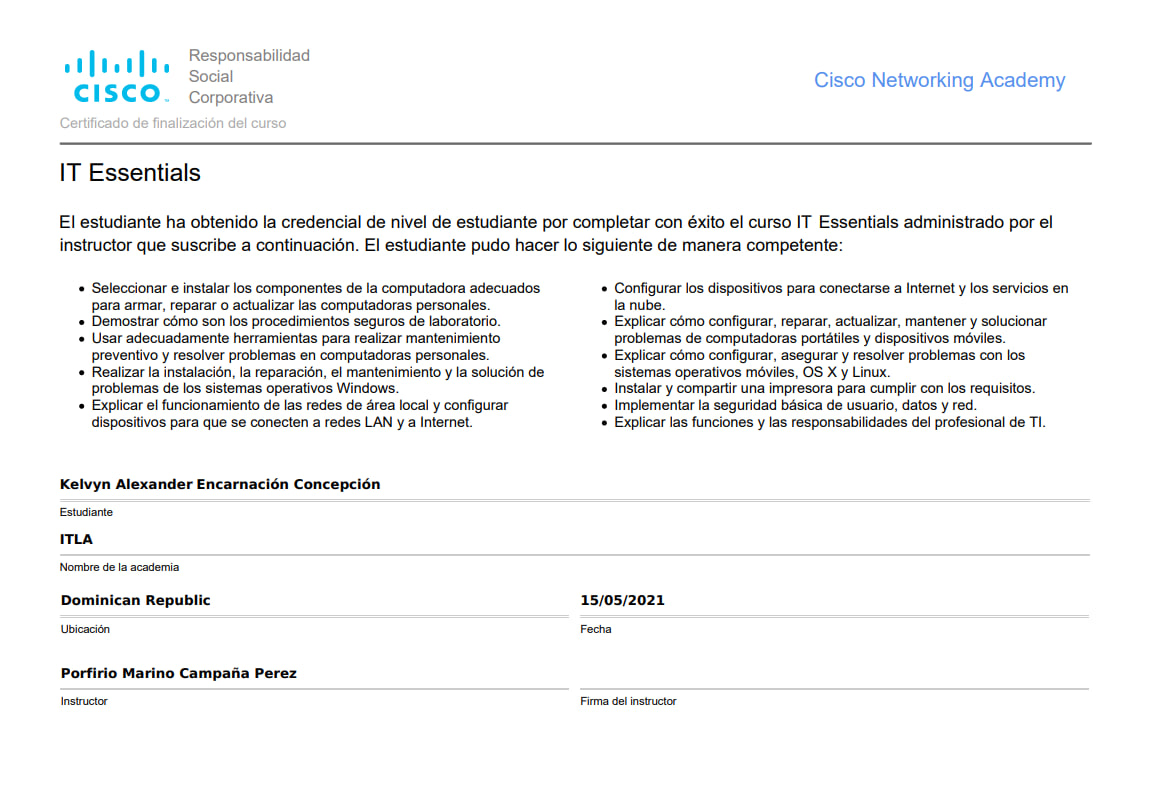 CISCO
Responsabilidad
Social
Corporativa
Cisco Networking Academy
Certificado de finalización del curso
IT Essentials
El estudiante ha obtenido la credencial de nivel de estudiante por completar con éxito el curso IT Essentials administrado por el
instructor que suscribe a continuación. El estudiante pudo hacer lo siguiente de manera competente:
• Seleccionar e instalar los componentes de la computadora adecuados
para armar, reparar o actualizar las computadoras personales.
• Demostrar cómo son los procedimientos seguros de laboratorio.
• Usar adecuadamente herramientas para realizar mantenimiento
preventivo y resolver problemas en computadoras personales.
• Realizar la instalación, la reparación, el mantenimiento y la solución de
problemas de los sistemas operativos Windows.
• Explicar el funcionamiento de las redes de área local y configurar
dispositivos para que se conecten a redes LAN y a Internet.
• Configurar los dispositivos para conectarse a Internet y los servicios en
la nube.
• Explicar cómo configurar, reparar, actualizar, mantener y solucionar
problemas de computadoras portátiles y dispositivos móviles.
• Explicar cómo configurar, asegurar y resolver problemas con los
sistemas operativos móviles, OS X y Linux.
• Instalar y compartir una impresora para cumplir con los requisitos.
• Implementar la seguridad básica de usuario, datos y red.
• Explicar las funciones y las responsabilidades del profesional de TI.
Kelvyn Alexander Encarnación Concepción
Estudiante
ITLA
Nombre de la academia
Dominican Republic
Ubicación
15/05/2021
Fecha
Porfirio Marino Campaña Perez
Instructor
Firma del instructor